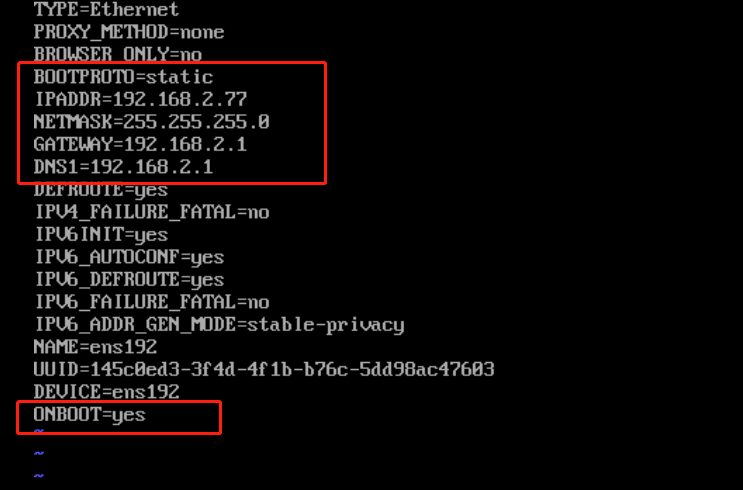 TYPE=Ethernet
PROXY_METHOD=none
BROWSER_ONLY=no
BOOTPROTO=static
IPADDR=192.168.2.77
NETMASK=255.255.255.0
GATEWAY=192.168.2.1
DNS1=192.168.2.1
DEFROUTE=yes
IPV4_FAILURE_FATAL=no
IPV6INIT=yes
IPV6_AUTOCONF=yes
IPV6_DEFROUTE=yes
IPV6_FAILURE_FATAL=no
IPV6_ADDR_GEN_MODE=stable-privacy
NAME=ens192
UUID=145c0ed3-3f4d-4f1b-b76c-5dd98ac47603
DEVICE=ens192
ONBOOT=yes
~
~
~